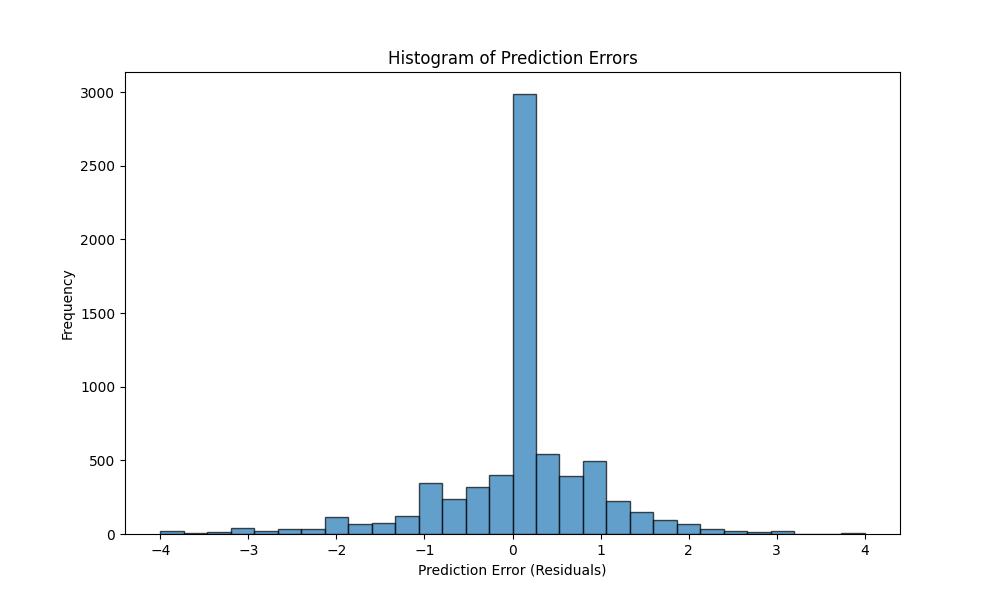 Histogram of Prediction Errors
3000
2500
2000
1500
1000
500
0
Frequency
−4 −3 −2 −1 0 1 2 3 4
Prediction Error (Residuals)